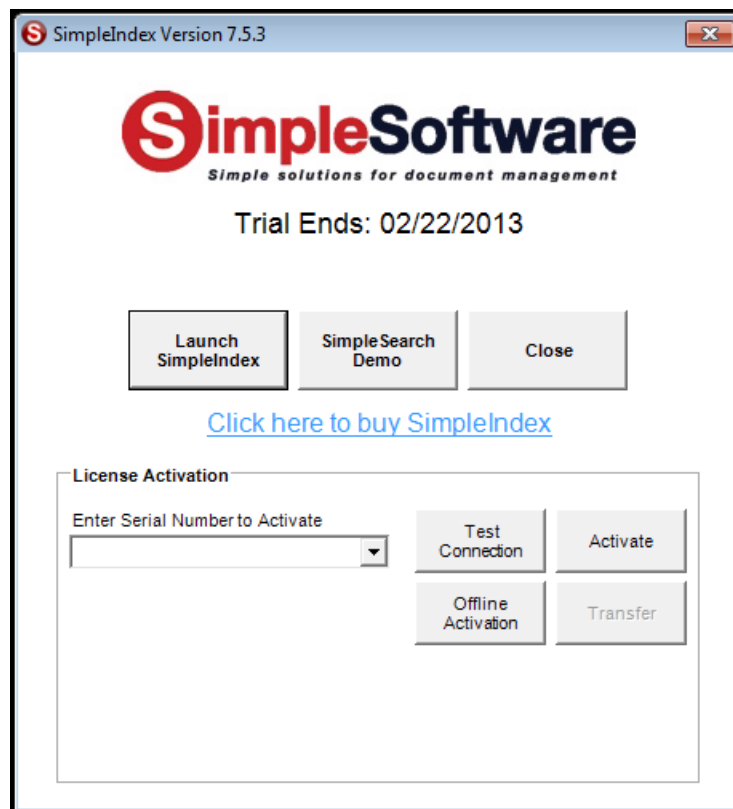 SimpleIndex Version 7.5.3
SimpleSoftware
Simple solutions for document management
Trial Ends: 02/22/2013
Launch
SimpleIndex
SimpleSearch
Demo
Close
Click here to buy SimpleIndex
License Activation
Enter Serial Number to Activate
Test
Connection
Activate
Offline
Activation
Transfer